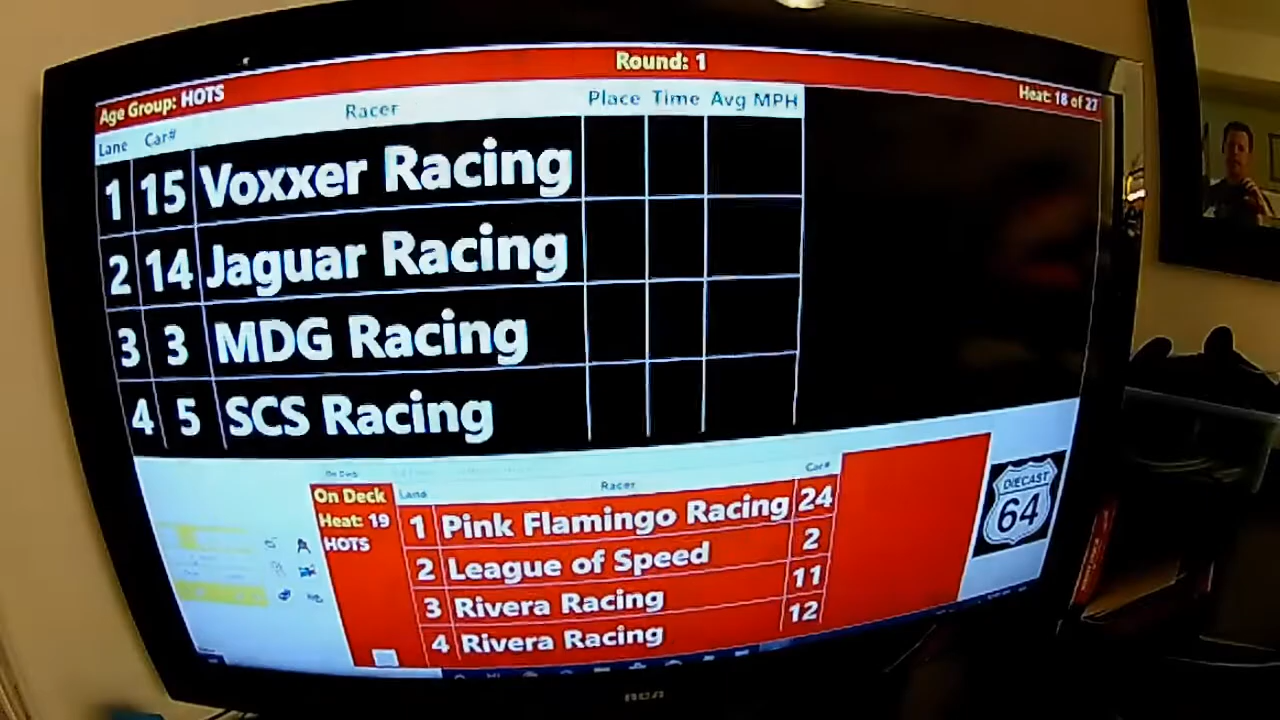 Round: 1
Age Group: HOTS
Heat: 18 of 27
Lane Car# Racer Place Time Avg MPH
1 15 Voxxer Racing
2 14 Jaguar Racing
3 3 MDG Racing
4 5 SCS Racing
On Deck
Heat: 19
HOTS
Lane Racer Car#
1 Pink Flamingo Racing 24
2 League of Speed 2
3 Rivera Racing 11
4 Rivera Racing 12
DIECAST
64
RCA